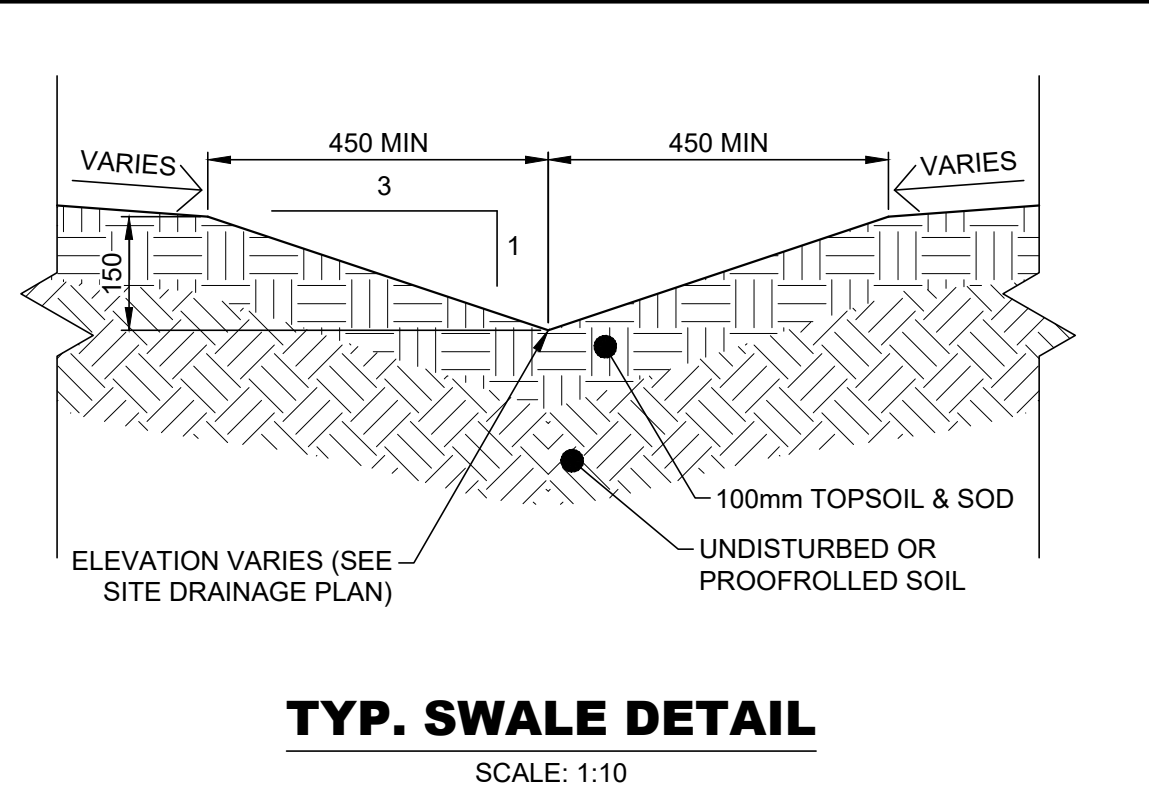 450 MIN
450 MIN
VARIES
VARIES
3
1
150
100mm TOPSOIL & SOD
ELEVATION VARIES (SEE
SITE DRAINAGE PLAN)
UNDISTURBED OR
PROOFROLLED SOIL
TYP. SWALE DETAIL
SCALE: 1:10